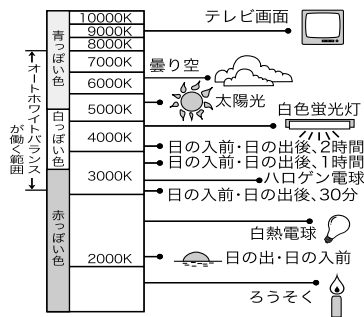 オートホワイトバランスが働く範囲
青っぽい色
白っぽい色
赤っぽい色
10000K
9000K
8000K
7000K
6000K
5000K
4000K
3000K
2000K
テレビ画面
曇り空
太陽光
白色蛍光灯
日の入前・日の出後、2時間
日の入前・日の出後、1時間
ハロゲン電球
日の入前・日の出後、30分
白熱電球
日の出・日の入前
ろうそく